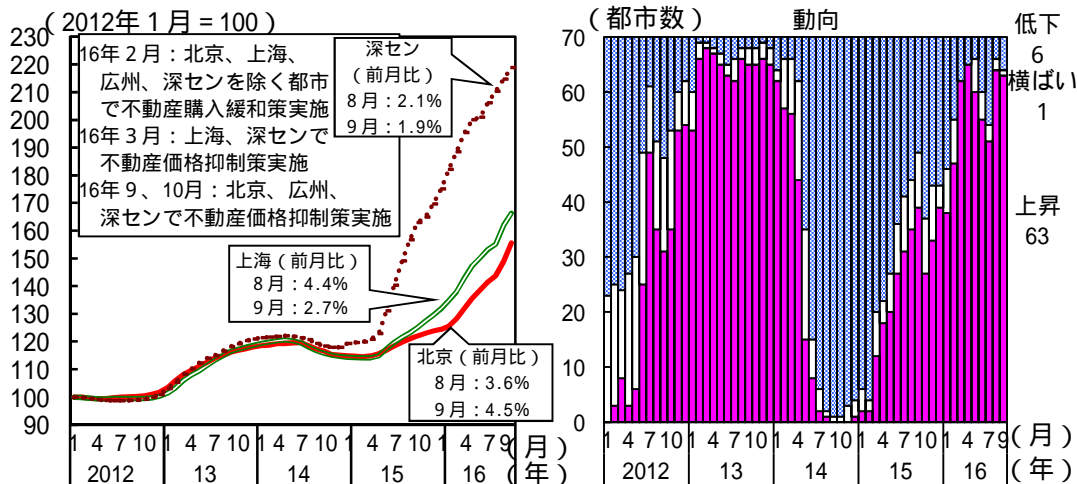 (2012年1月=100)
230
220
210
200
190
180
170
160
150
140
130
120
110
100
90
16年2月：北京、上海、
広州、深センを除く都市
で不動産購入緩和策実施
16年3月：上海、深センで
不動産価格抑制策実施
16年9、10月：北京、広州、
深センで不動産価格抑制策実施
深セン
(前月比)
8月：2.1%
9月：1.9%
上海(前月比)
8月：4.4%
9月：2.7%
北京(前月比)
8月：3.6%
9月：4.5%
1 4 7 10 1 4 7 10 1 4 7 10 1 4 7 10 1 4 7 9 (月)
2012 13 14 15 16 (年)
(都市数) 動向
70
60
50
40
30
20
10
0
低下
6
横ばい
1
上昇
63
1 4 7 10 1 4 7 10 1 4 7 10 1 4 7 10 1 4 7 9 (月)
2012 13 14 15 16 (年)